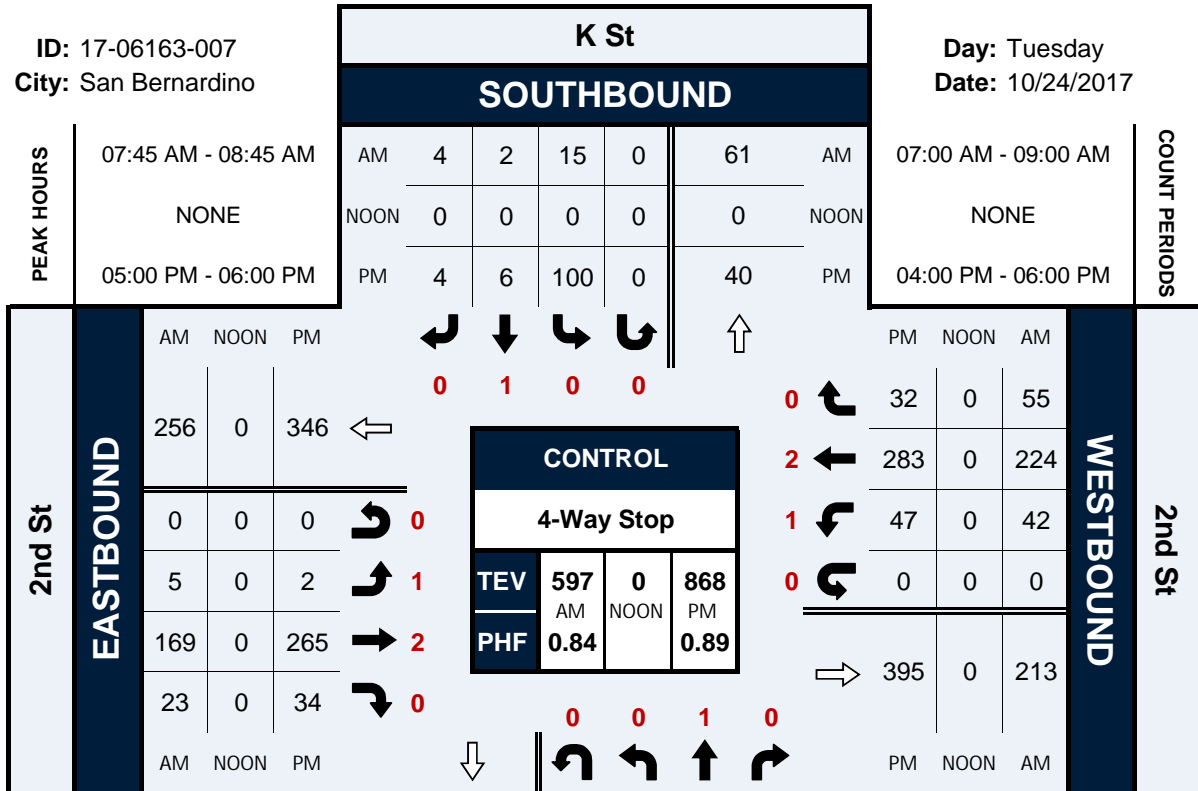 K St
ID: 17-06163-007
Day: Tuesday
City: San Bernardino
Date: 10/24/2017
SOUTHBOUND
PEAK HOURS
07:45 AM - 08:45 AM
NONE
05:00 PM - 06:00 PM
AM 4 2 15 0 61 AM
NOON 0 0 0 0 0 NOON
PM 4 6 100 0 40 PM
07:00 AM - 09:00 AM
NONE
04:00 PM - 06:00 PM
COUNT PERIODS
0 1 0 0
2nd St
EASTBOUND
AM NOON PM
256 0 346
0 0 0 0
5 0 2 1
169 0 265 2
23 0 34 0
AM NOON PM
CONTROL
4-Way Stop
TEV 597 0 868
AM NOON PM
PHF 0.84 0.89
PM NOON AM
0 32 0 55
2 283 0 224
1 47 0 42
0 0 0 0
395 0 213
PM NOON AM
WESTBOUND
2nd St
0 0 1 0